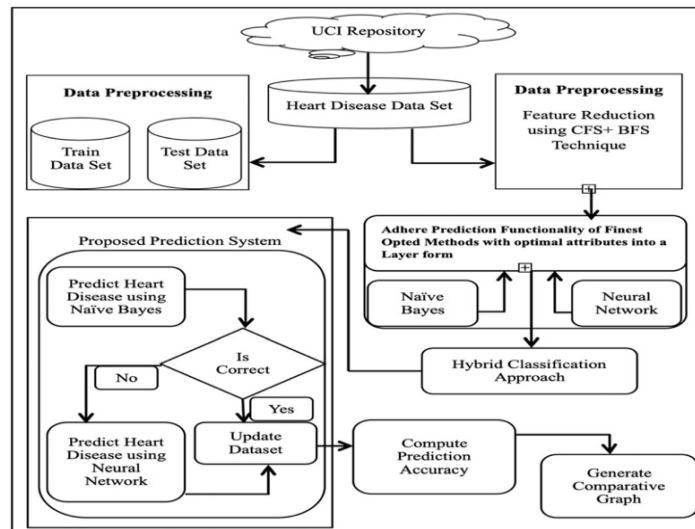 UCI Repository
Heart Disease Data Set
Data Preprocessing
Train
Data Set
Test Data
Set
Data Preprocessing
Feature Reduction
using CFS+ BFS
Technique
Adhere Prediction Functionality of Finest
Opted Methods with optimal attributes into a
Layer form
Naïve
Bayes
Neural
Network
Hybrid Classification
Approach
Proposed Prediction System
Predict Heart
Disease using
Naïve Bayes
Is
Correct
No
Yes
Predict Heart
Disease using
Neural
Network
Update
Dataset
Compute
Prediction
Accuracy
Generate
Comparative
Graph